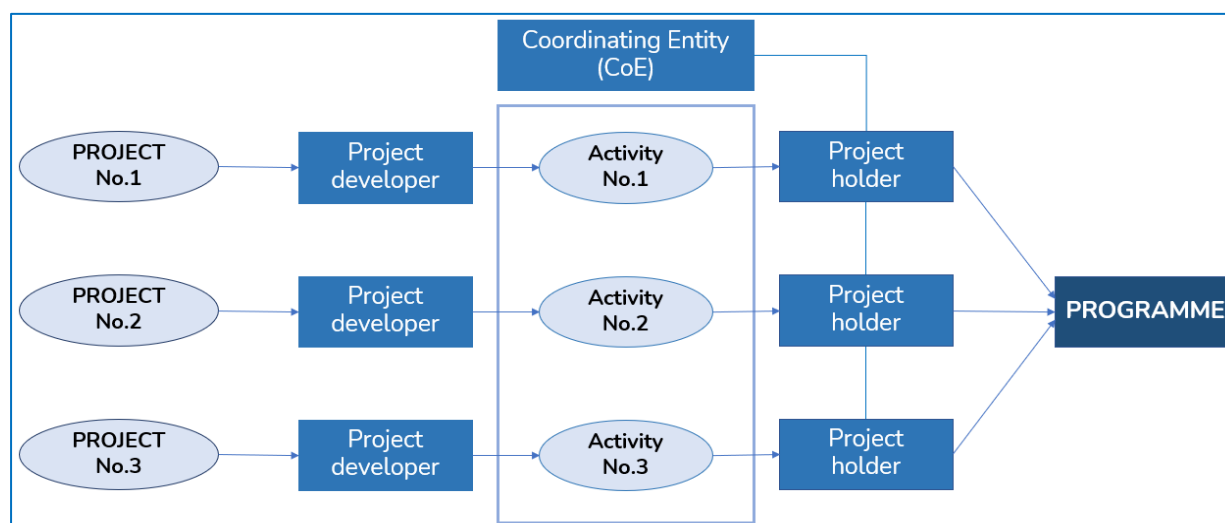 Coordinating Entity
(CoE)
PROJECT
No.1
Project
developer
Activity
No.1
Project
holder
PROJECT
No.2
Project
developer
Activity
No.2
Project
holder
PROGRAMME
PROJECT
No.3
Project
developer
Activity
No.3
Project
holder